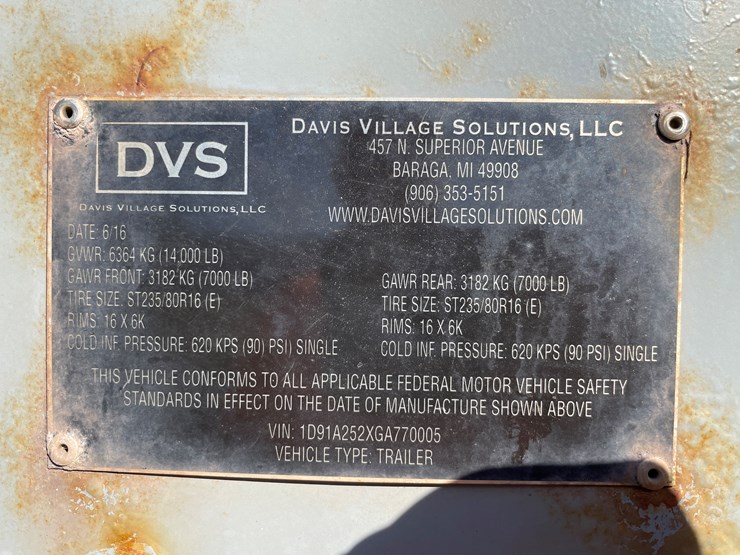 DVS
DAVIS VILLAGE SOLUTIONS, LLC
DAVIS VILLAGE SOLUTIONS, LLC
457 N. SUPERIOR AVENUE
BARAGA, MI 49908
(906) 353-5151
WWW.DAVISVILLAGESOLUTIONS.COM
DATE: 6/16
GVWR: 6364 KG (14,000 LB)
GAWR FRONT: 3182 KG (7000 LB)
TIRE SIZE: ST235/80R16 (E)
RIMS: 16 X 6K
COLD INF. PRESSURE: 620 KPS (90) PSI) SINGLE
GAWR REAR: 3182 KG (7000 LB)
TIRE SIZE: ST235/80R16 (E)
RIMS: 16 X 6K
COLD INF. PRESSURE: 620 KPS (90 PSI) SINGLE
THIS VEHICLE CONFORMS TO ALL APPLICABLE FEDERAL MOTOR VEHICLE SAFETY
STANDARDS IN EFFECT ON THE DATE OF MANUFACTURE SHOWN ABOVE
VIN: 1D91A252XGA770005
VEHICLE TYPE: TRAILER